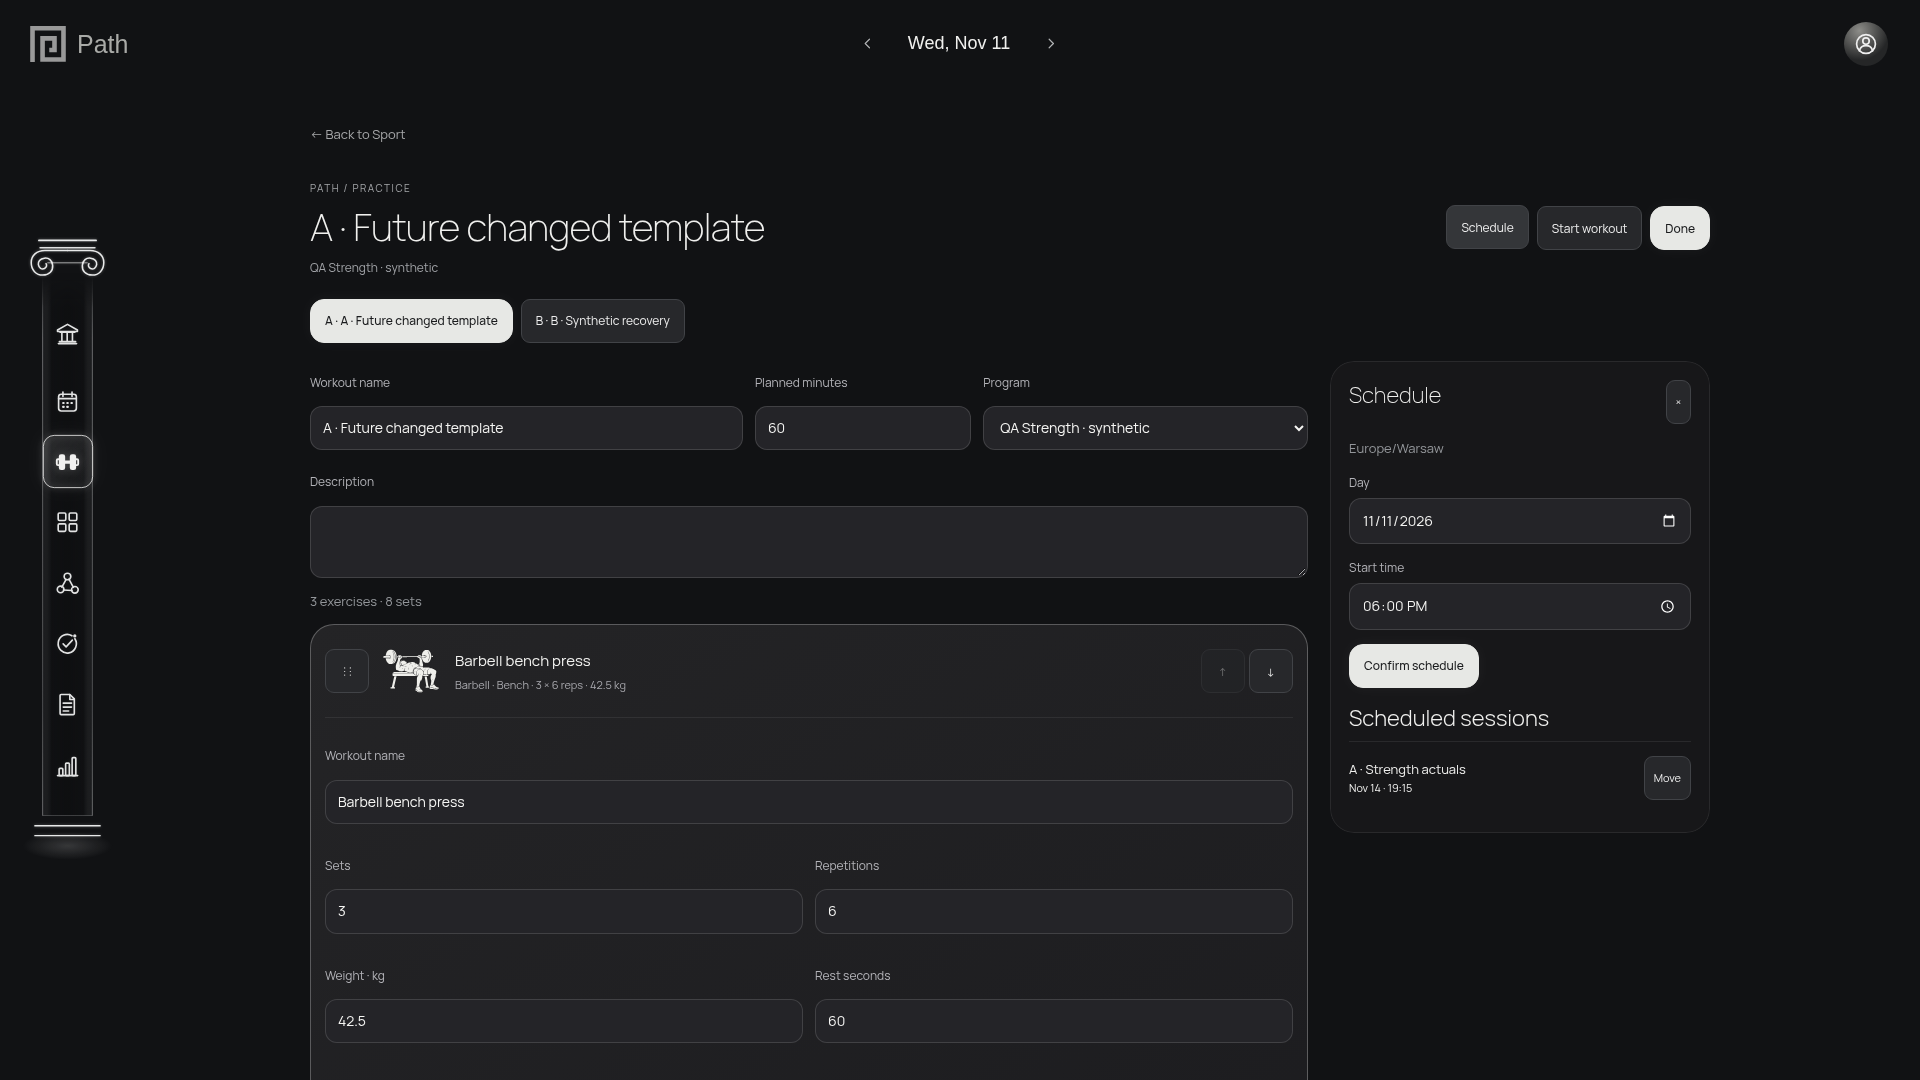 Path
Wed, Nov 11
← Back to Sport
PATH / PRACTICE
A · Future changed template
QA Strength · synthetic
Schedule
Start workout
Done
A · A · Future changed template
B · B · Synthetic recovery
Workout name
Planned minutes
Program
A · Future changed template
60
QA Strength · synthetic
Description
3 exercises · 8 sets
Barbell bench press
Barbell · Bench · 3 × 6 reps · 42.5 kg
↑
↓
Workout name
Barbell bench press
Sets
Repetitions
3
6
Weight · kg
Rest seconds
42.5
60
Schedule
×
Europe/Warsaw
Day
11/11/2026
Start time
06:00 PM
Confirm schedule
Scheduled sessions
A · Strength actuals
Nov 14 · 19:15
Move